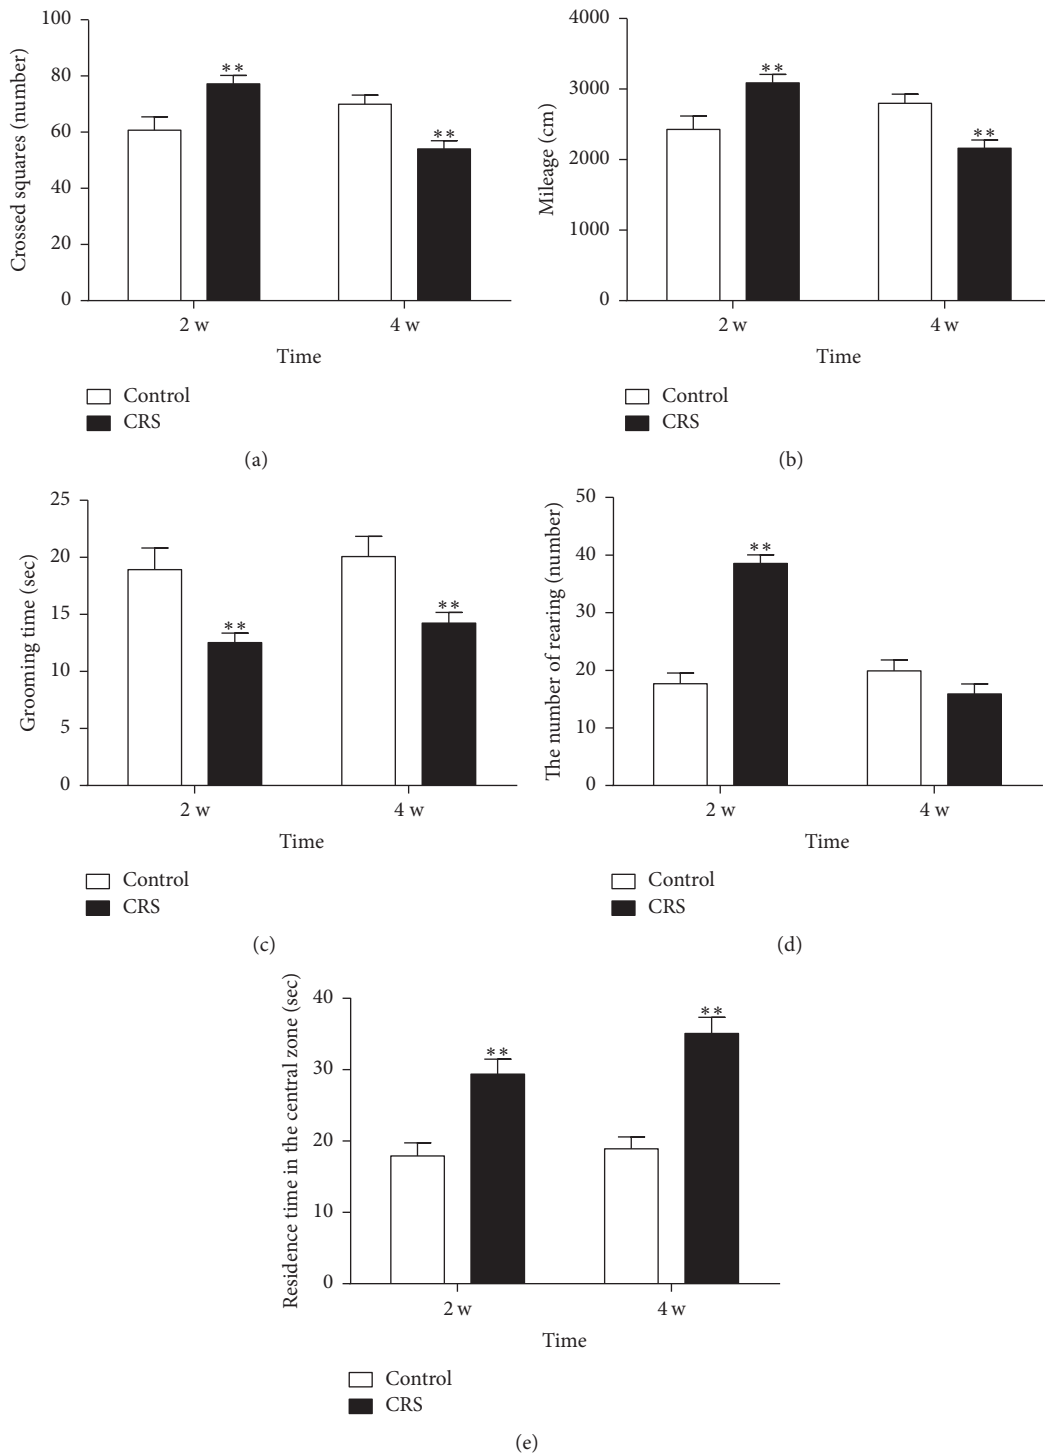 100
80
60
40
20
0
Crossed squares (number)
**
**
2 w
4 w
Time
Control
CRS
(a)
4000
3000
2000
1000
0
Mileage (cm)
**
**
2 w
4 w
Time
Control
CRS
(b)
25
20
15
10
5
0
Grooming time (sec)
**
**
2 w
4 w
Time
Control
CRS
(c)
50
40
30
20
10
0
The number of rearing (number)
**
2 w
4 w
Time
Control
CRS
(d)
40
30
20
10
0
Residence time in the central zone (sec)
**
**
2 w
4 w
Time
Control
CRS
(e)